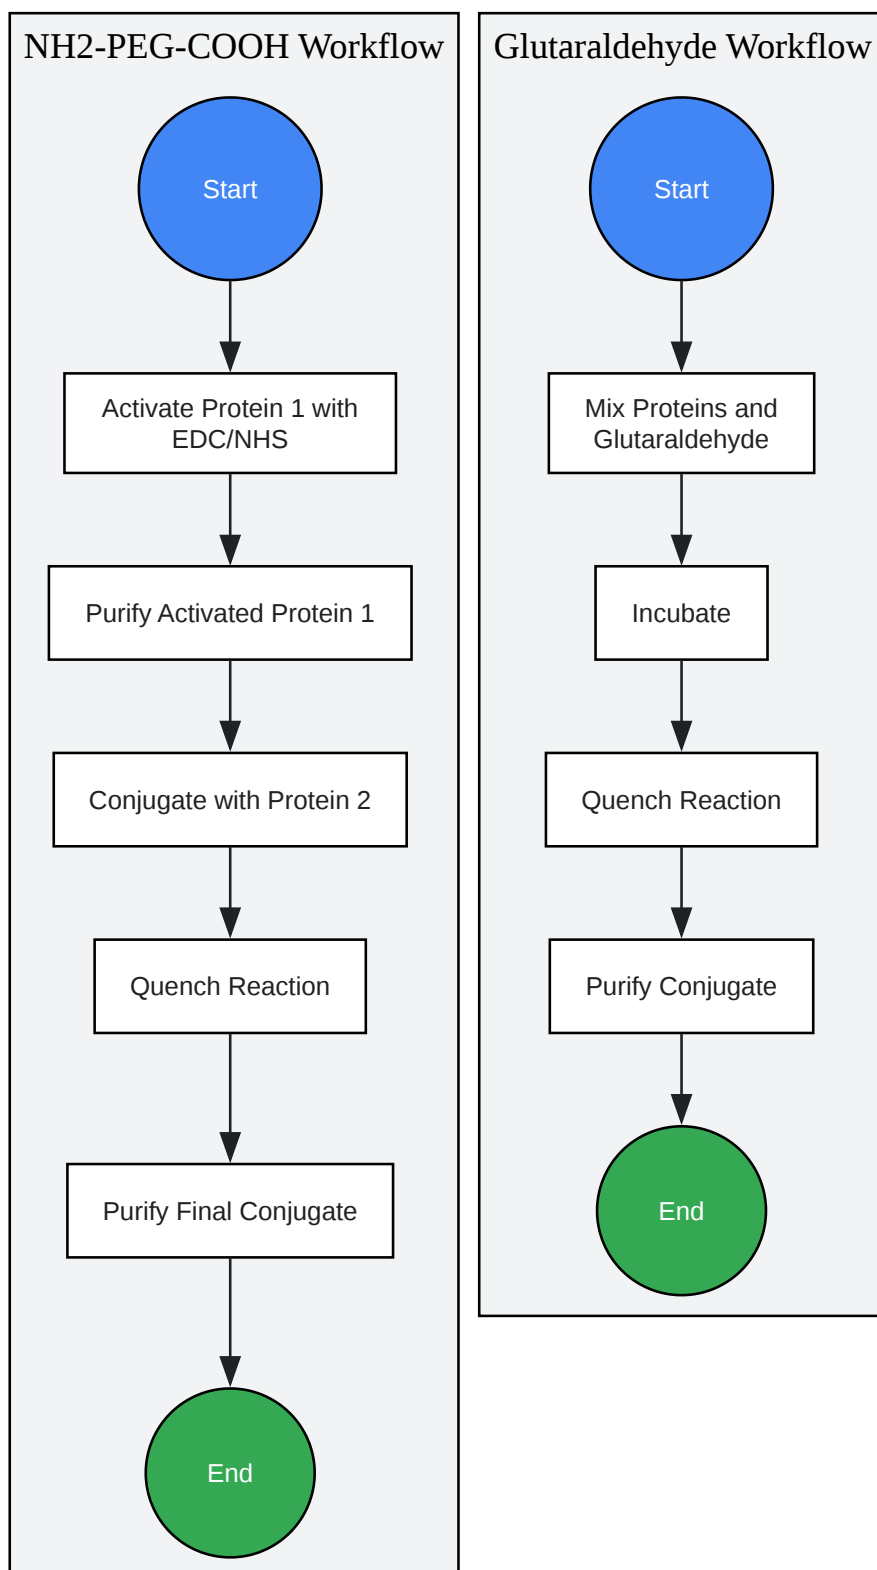 NH2-PEG-COOH Workflow
Start
Activate Protein 1 with
EDC/NHS
Purify Activated Protein 1
Conjugate with Protein 2
Quench Reaction
Purify Final Conjugate
End
Glutaraldehyde Workflow
Start
Mix Proteins and
Glutaraldehyde
Incubate
Quench Reaction
Purify Conjugate
End